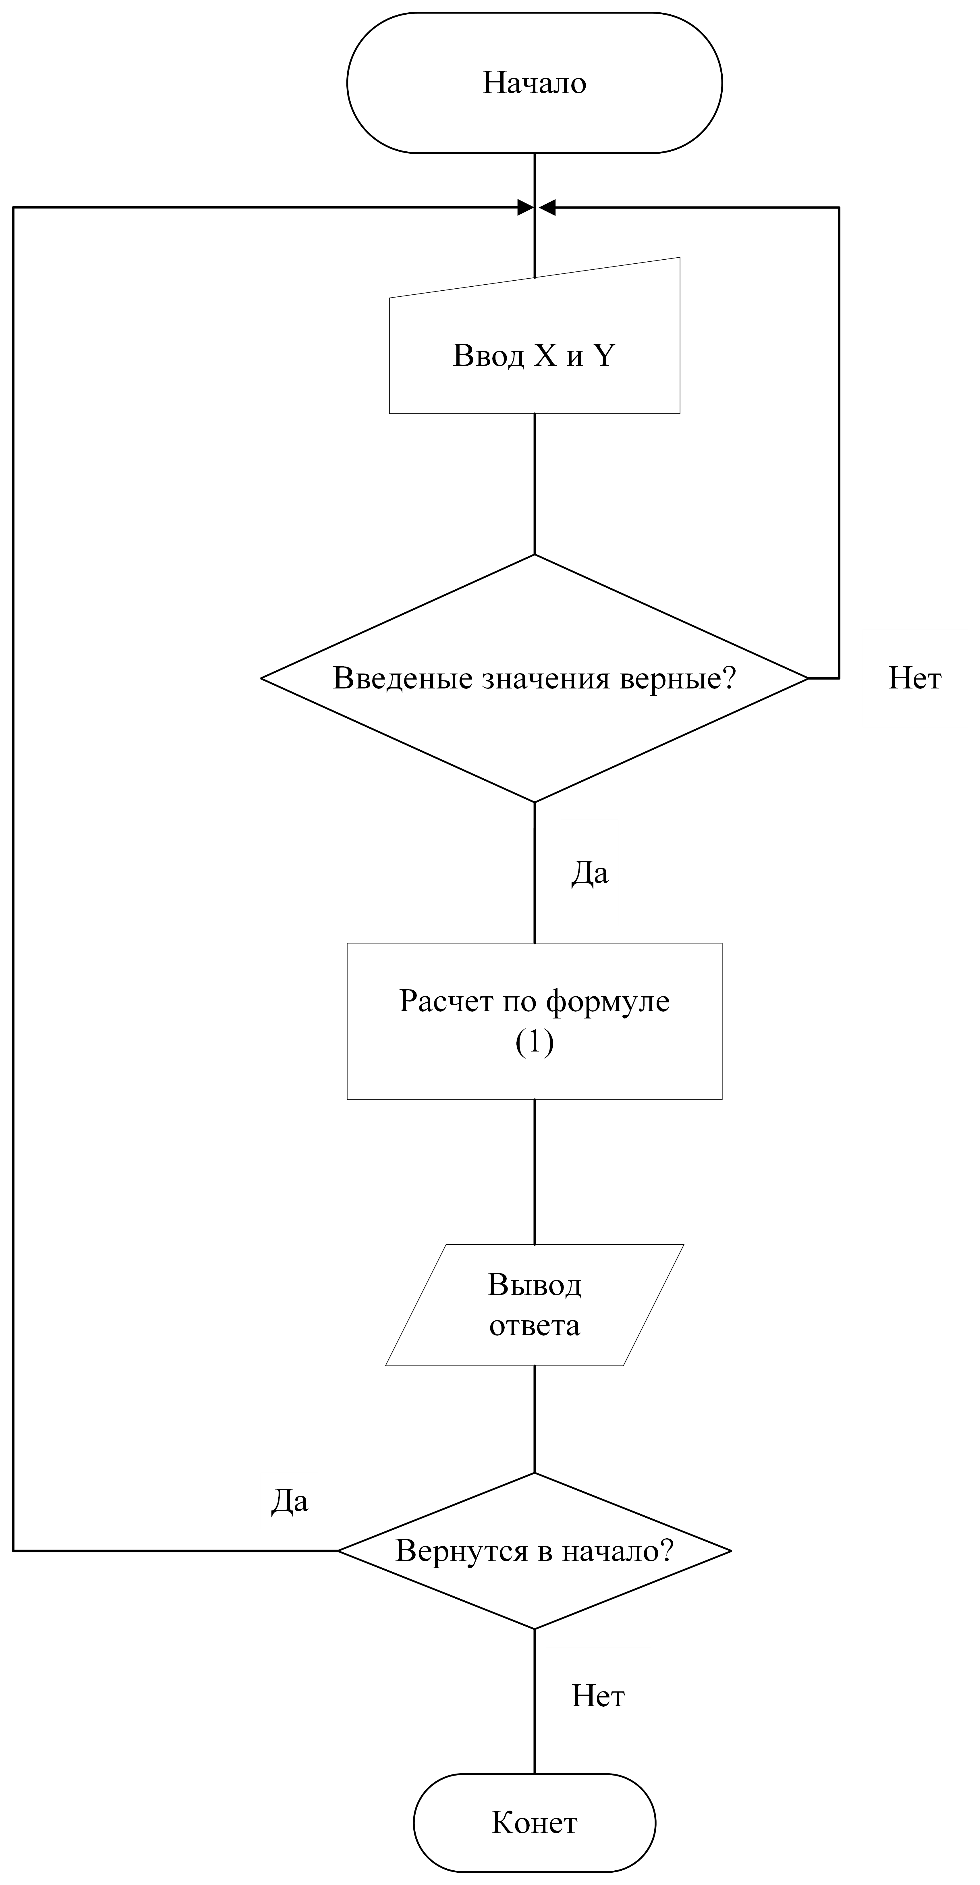 Начало
Ввод X и Y
Введеные значения верные?
Нет
Да
Расчет по формуле
(1)
Вывод
ответа
Да
Вернутся в начало?
Нет
Конет